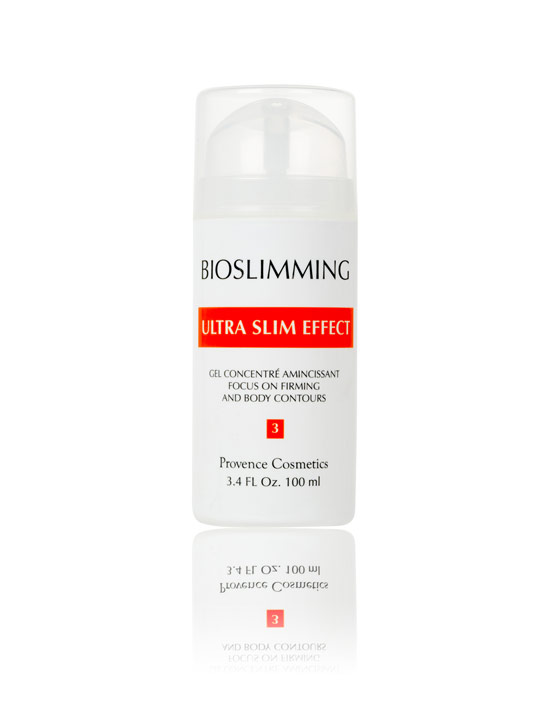 BIOSLIMMING
ULTRA SLIM EFFECT
GEL CONCENTRÉ AMINCISSANT
FOCUS ON FIRMING
AND BODY CONTOURS
3
Provence Cosmetics
3.4 FL Oz. 100 ml